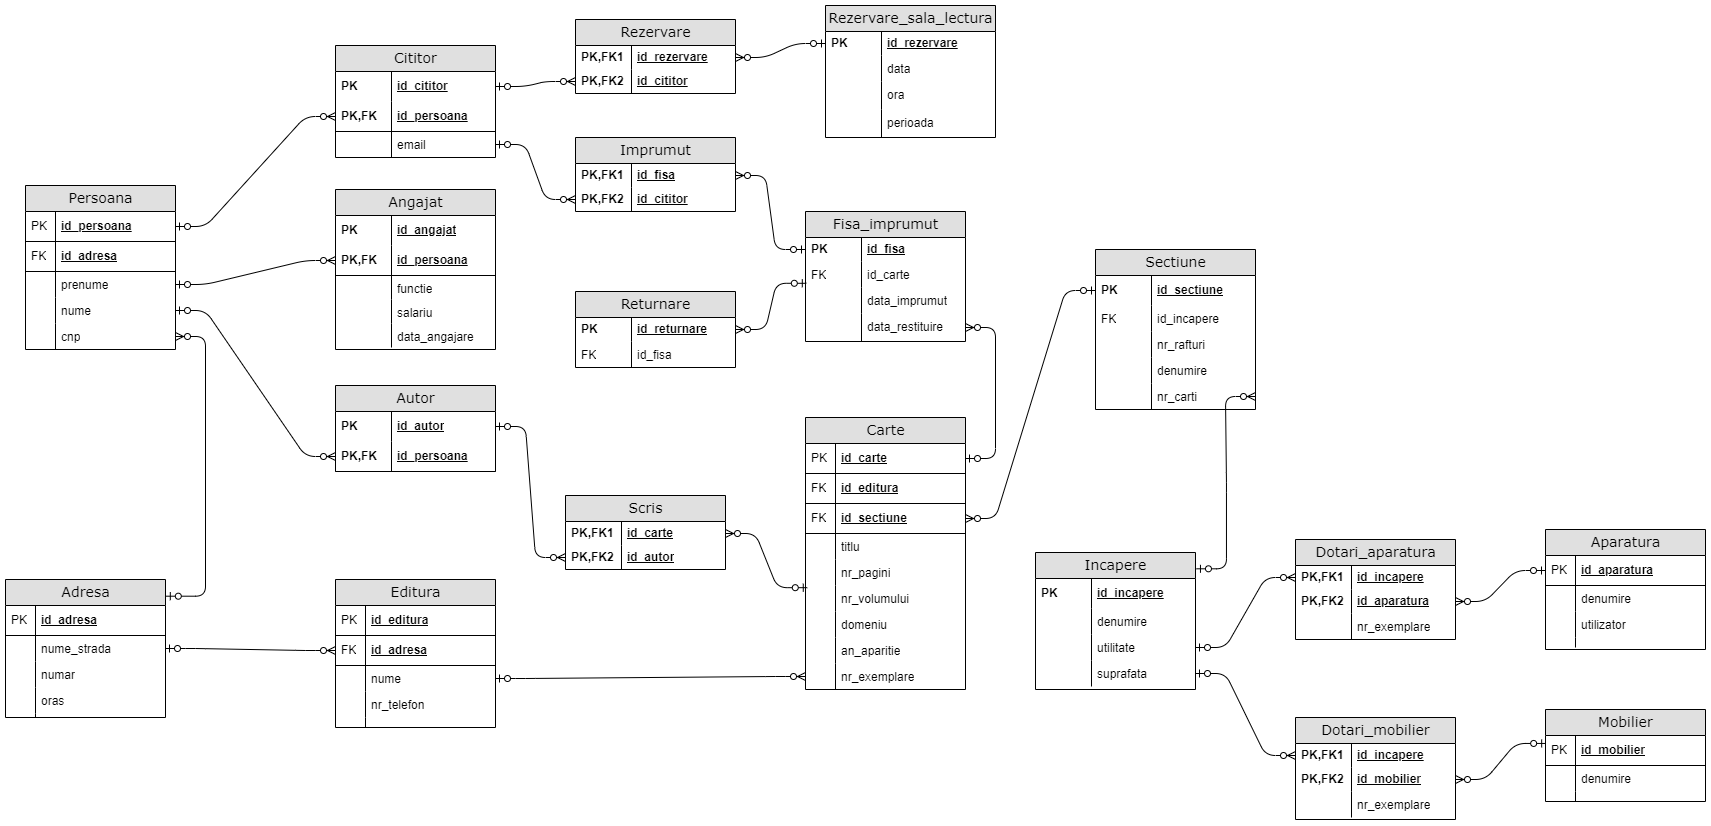 Rezervare_sala_lectura
PK id_rezervare
data
ora
perioada
Rezervare
PK,FK1 id_rezervare
PK,FK2 id_cititor
Cititor
PK id_cititor
PK,FK id_persoana
email
Imprumut
PK,FK1 id_fisa
PK,FK2 id_cititor
Persoana
PK id_persoana
FK id_adresa
prenume
nume
cnp
Angajat
PK id_angajat
PK,FK id_persoana
functie
salariu
data_angajare
Fisa_imprumut
PK id_fisa
FK id_carte
data_imprumut
data_restituire
Sectiune
PK id_sectiune
FK id_incapere
nr_rafturi
denumire
nr_carti
Returnare
PK id_returnare
FK id_fisa
Autor
PK id_autor
PK,FK id_persoana
Carte
PK id_carte
FK id_editura
FK id_sectiune
titlu
nr_pagini
nr_volumului
domeniu
an_aparitie
nr_exemplare
Scris
PK,FK1 id_carte
PK,FK2 id_autor
Adresa
PK id_adresa
nume_strada
numar
oras
Editura
PK id_editura
FK id_adresa
nume
nr_telefon
Incapere
PK id_incapere
denumire
utilitate
suprafata
Dotari_aparatura
PK,FK1 id_incapere
PK,FK2 id_aparatura
nr_exemplare
Aparatura
PK id_aparatura
denumire
utilizator
Dotari_mobilier
PK,FK1 id_incapere
PK,FK2 id_mobilier
nr_exemplare
Mobilier
PK id_mobilier
denumire